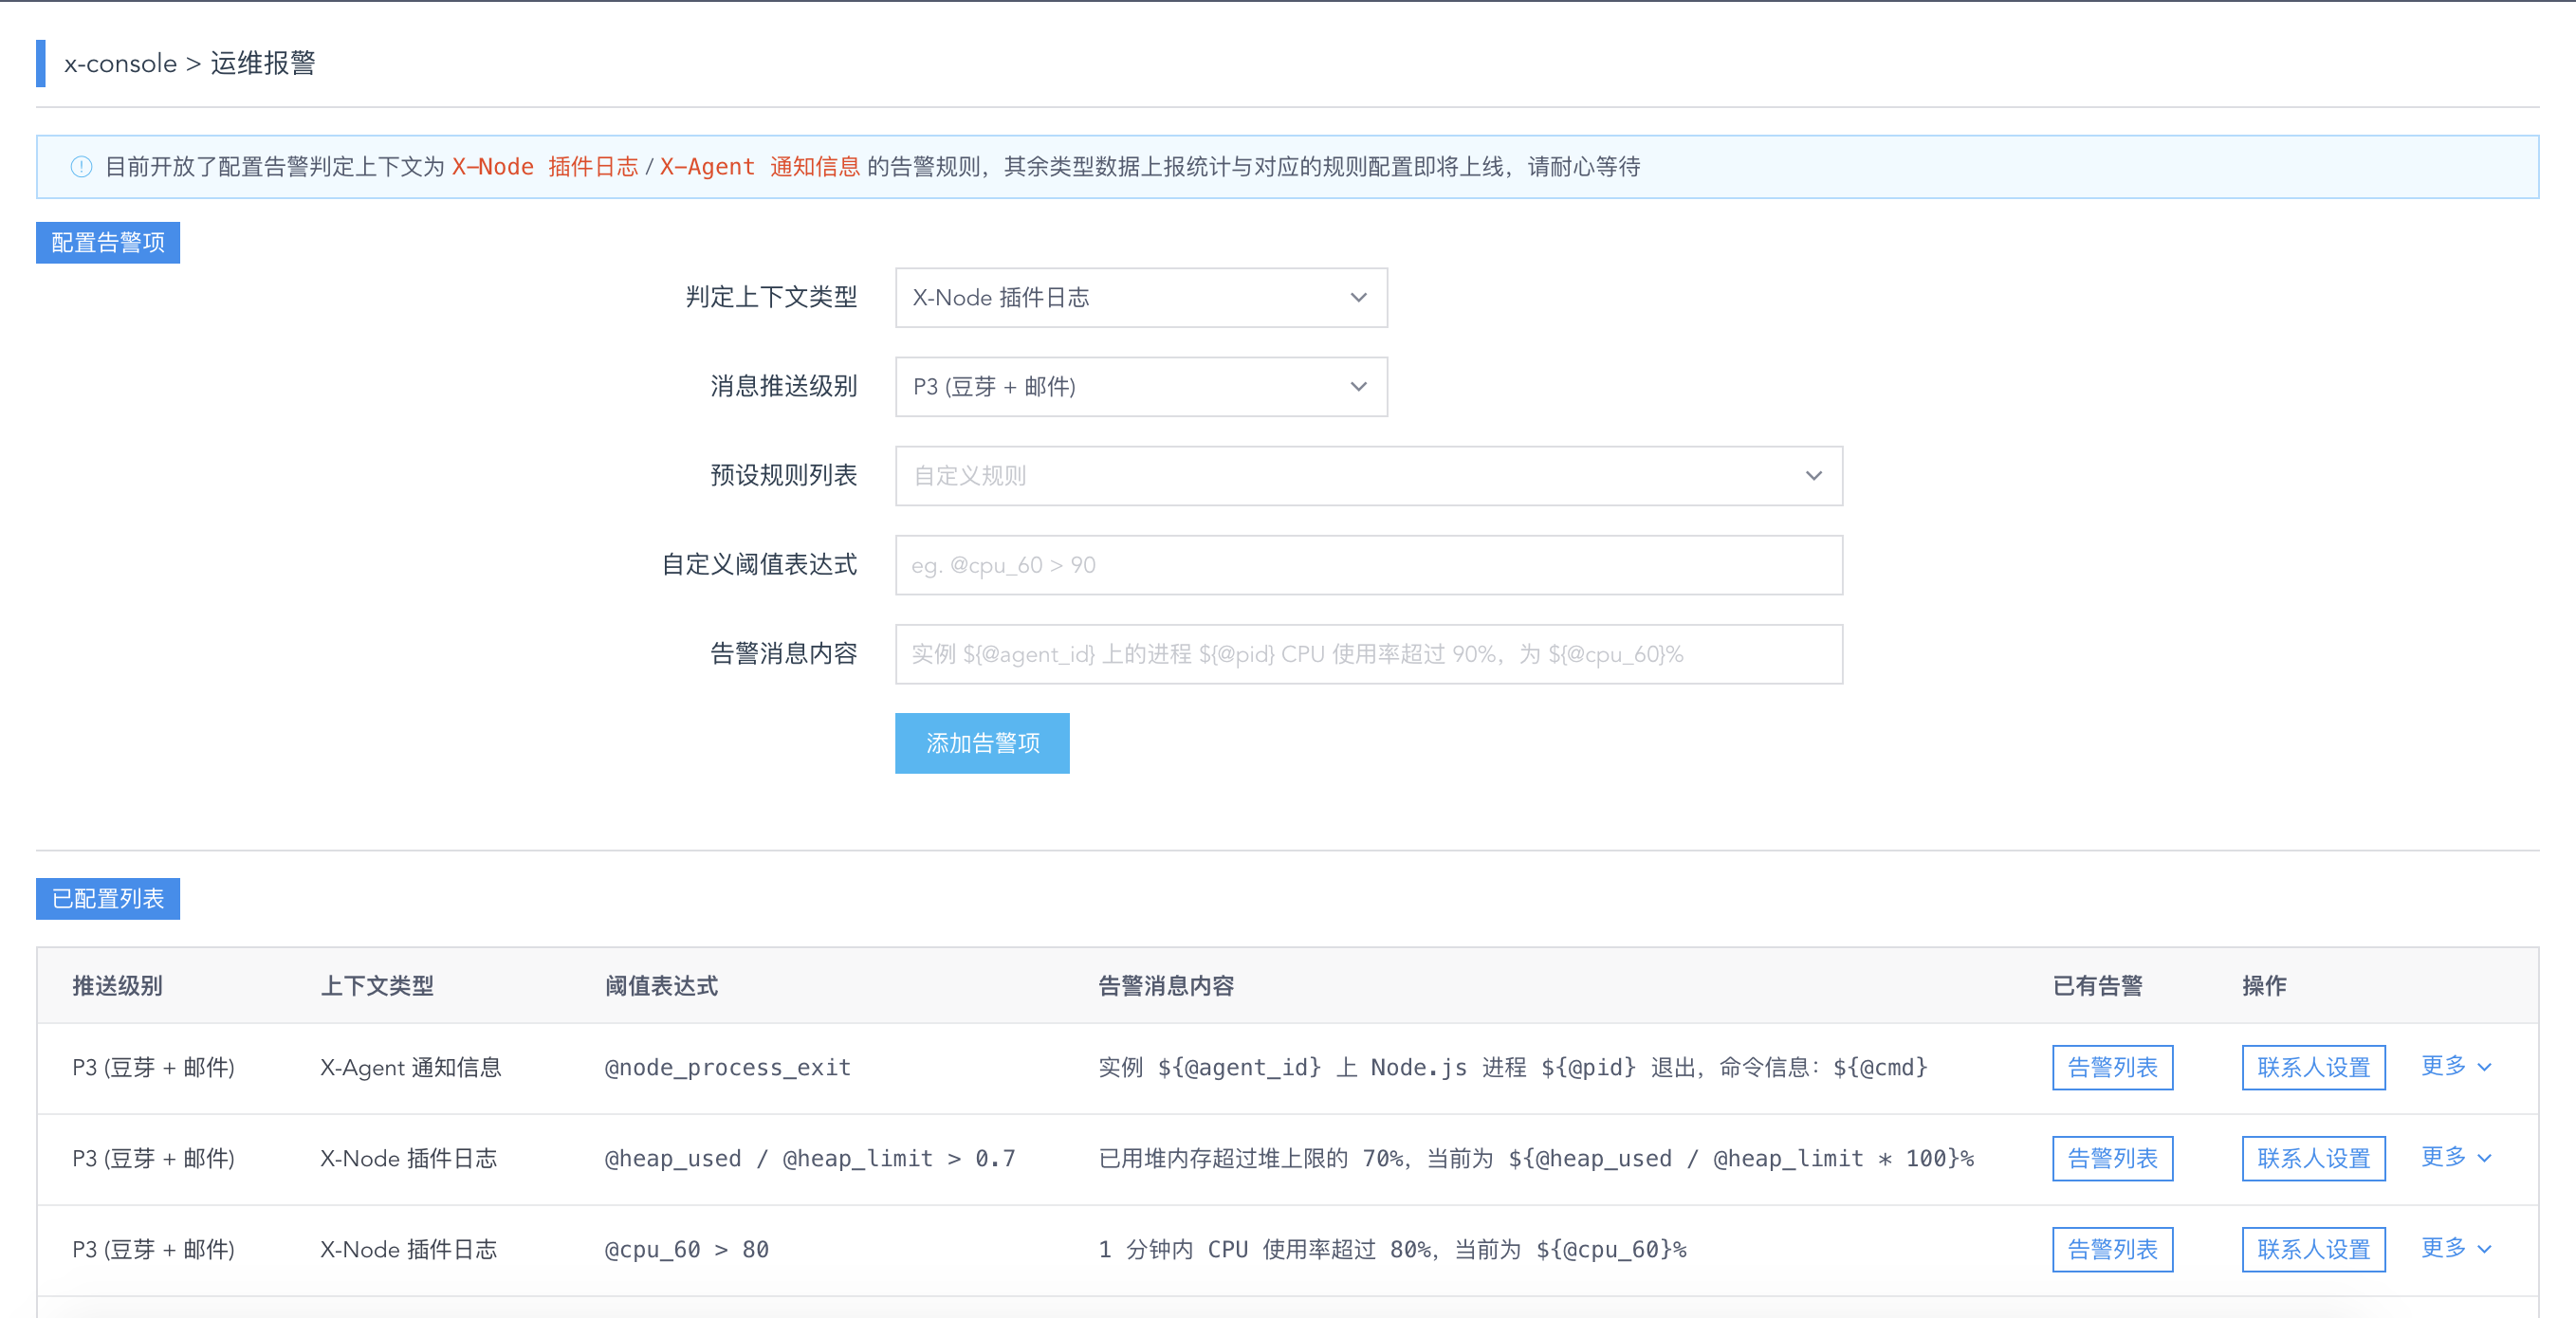 x-console > 运维报警
目前开放了配置告警判定上下文为 X-Node 插件日志 / X-Agent 通知信息 的告警规则，其余类型数据上报统计与对应的规则配置即将上线，请耐心等待
配置告警项
判定上下文类型 X-Node 插件日志
消息推送级别 P3 (豆芽 + 邮件)
预设规则列表 自定义规则
自定义阈值表达式 eg. @cpu_60 > 90
告警消息内容 实例 ${@agent_id} 上的进程 ${@pid} CPU 使用率超过 90%，为 ${@cpu_60}%
添加告警项
已配置列表
推送级别 上下文类型 阈值表达式 告警消息内容 已有告警 操作
P3 (豆芽 + 邮件) X-Agent 通知信息 @node_process_exit 实例 ${@agent_id} 上 Node.js 进程 ${@pid} 退出，命令信息：${@cmd} 告警列表 联系人设置 更多
P3 (豆芽 + 邮件) X-Node 插件日志 @heap_used / @heap_limit > 0.7 已用堆内存超过堆上限的 70%，当前为 ${@heap_used / @heap_limit * 100}% 告警列表 联系人设置 更多
P3 (豆芽 + 邮件) X-Node 插件日志 @cpu_60 > 80 1 分钟内 CPU 使用率超过 80%，当前为 ${@cpu_60}% 告警列表 联系人设置 更多